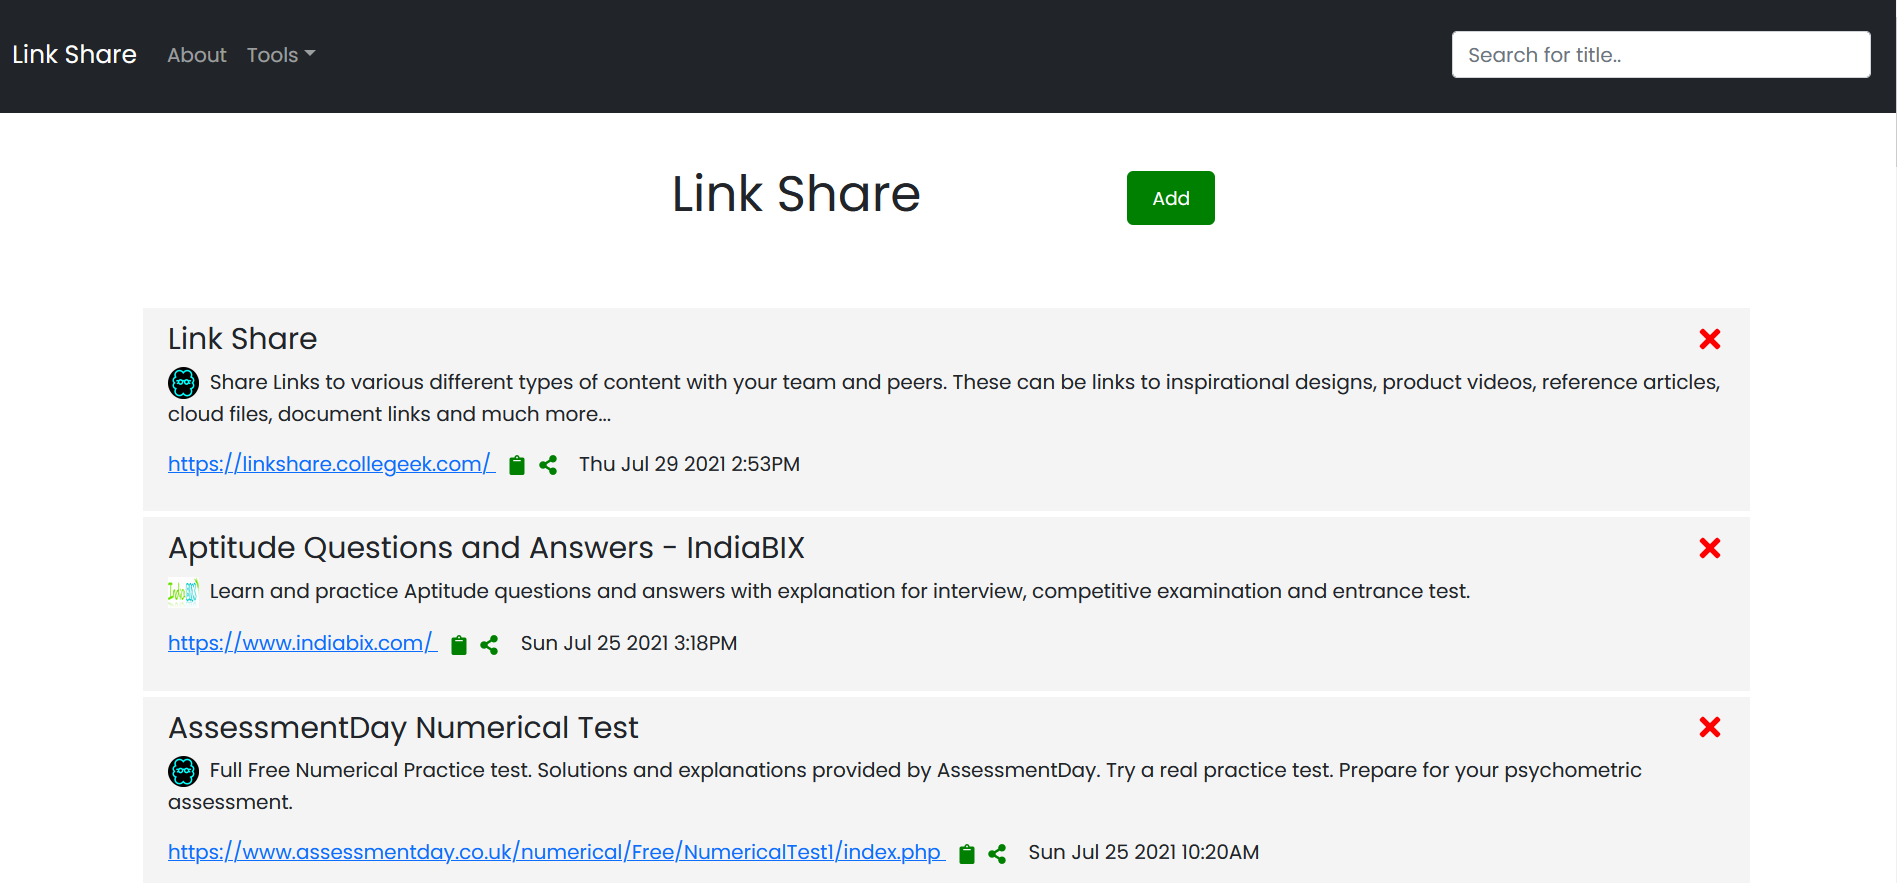 Link Share About Tools Search for title..
Link Share Add
Link Share
Share Links to various different types of content with your team and peers. These can be links to inspirational designs, product videos, reference articles,
cloud files, document links and much more...
https://linkshare.collegeek.com/ Thu Jul 29 2021 2:53PM
Aptitude Questions and Answers - IndiaBIX
Learn and practice Aptitude questions and answers with explanation for interview, competitive examination and entrance test.
https://www.indiabix.com/ Sun Jul 25 2021 3:18PM
AssessmentDay Numerical Test
Full Free Numerical Practice test. Solutions and explanations provided by AssessmentDay. Try a real practice test. Prepare for your psychometric
assessment.
https://www.assessmentday.co.uk/numerical/Free/NumericalTest1/index.php Sun Jul 25 2021 10:20AM